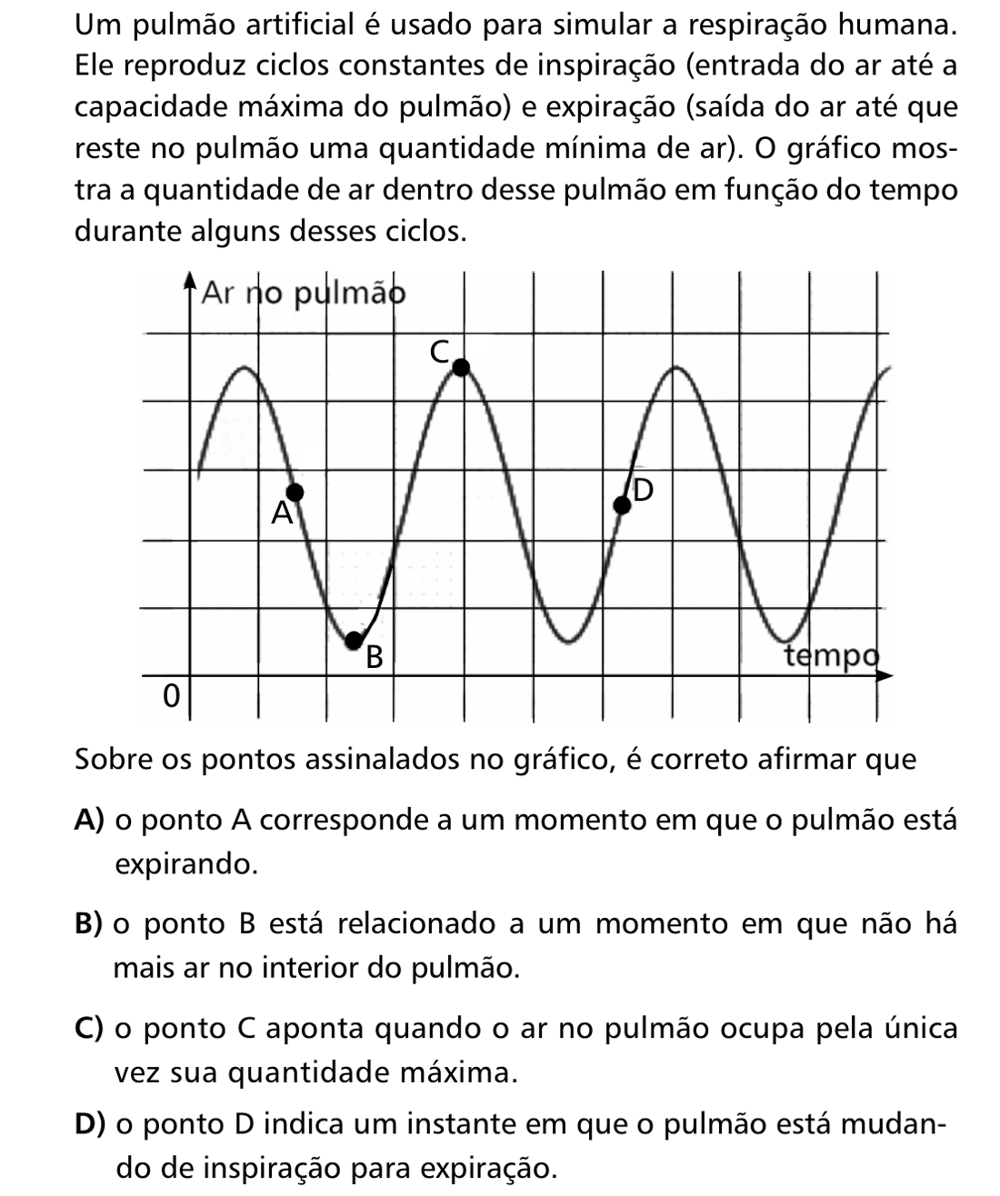 Um pulmão artificial é usado para simular a respiração humana.
Ele reproduz ciclos constantes de inspiração (entrada do ar até a
capacidade máxima do pulmão) e expiração (saída do ar até que
reste no pulmão uma quantidade mínima de ar). O gráfico mos-
tra a quantidade de ar dentro desse pulmão em função do tempo
durante alguns desses ciclos.
Ar no pulmão
C
A
D
B
tempo
0
Sobre os pontos assinalados no gráfico, é correto afirmar que
A) o ponto A corresponde a um momento em que o pulmão está
expirando.
B) o ponto B está relacionado a um momento em que não há
mais ar no interior do pulmão.
C) o ponto C aponta quando o ar no pulmão ocupa pela única
vez sua quantidade máxima.
D) o ponto D indica um instante em que o pulmão está mudan-
do de inspiração para expiração.